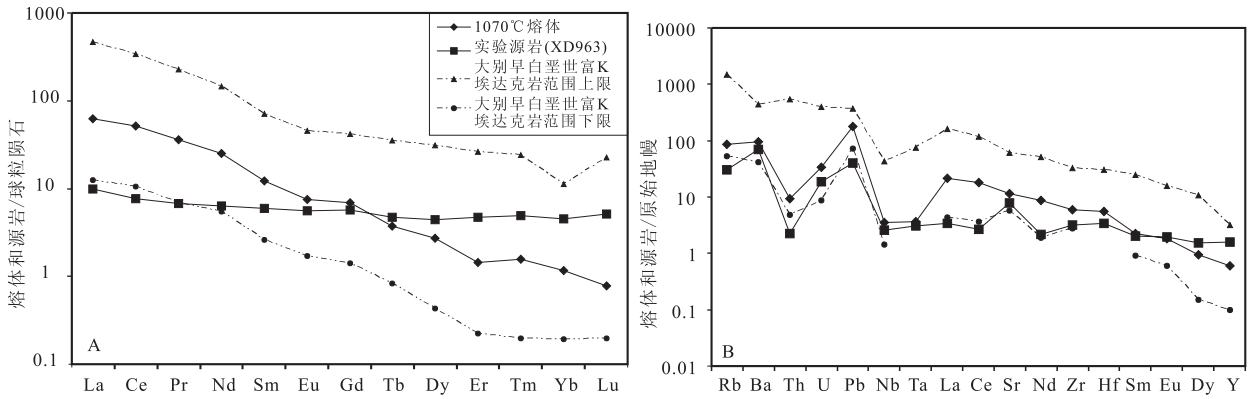 1000
100
10
1
0.1
熔体和源岩/球粒陨石
1070℃熔体
实验源岩(XD963)
大别早白垩世富K
埃达克岩范围上限
大别早白垩世富K
埃达克岩范围下限
A
La Ce Pr Nd Sm Eu Gd Tb Dy Er Tm Yb Lu
10000
1000
100
10
1
0.1
0.01
熔体和源岩/原始地幔
B
Rb Ba Th U Pb Nb Ta La Ce Sr Nd Zr Hf Sm Eu Dy Y